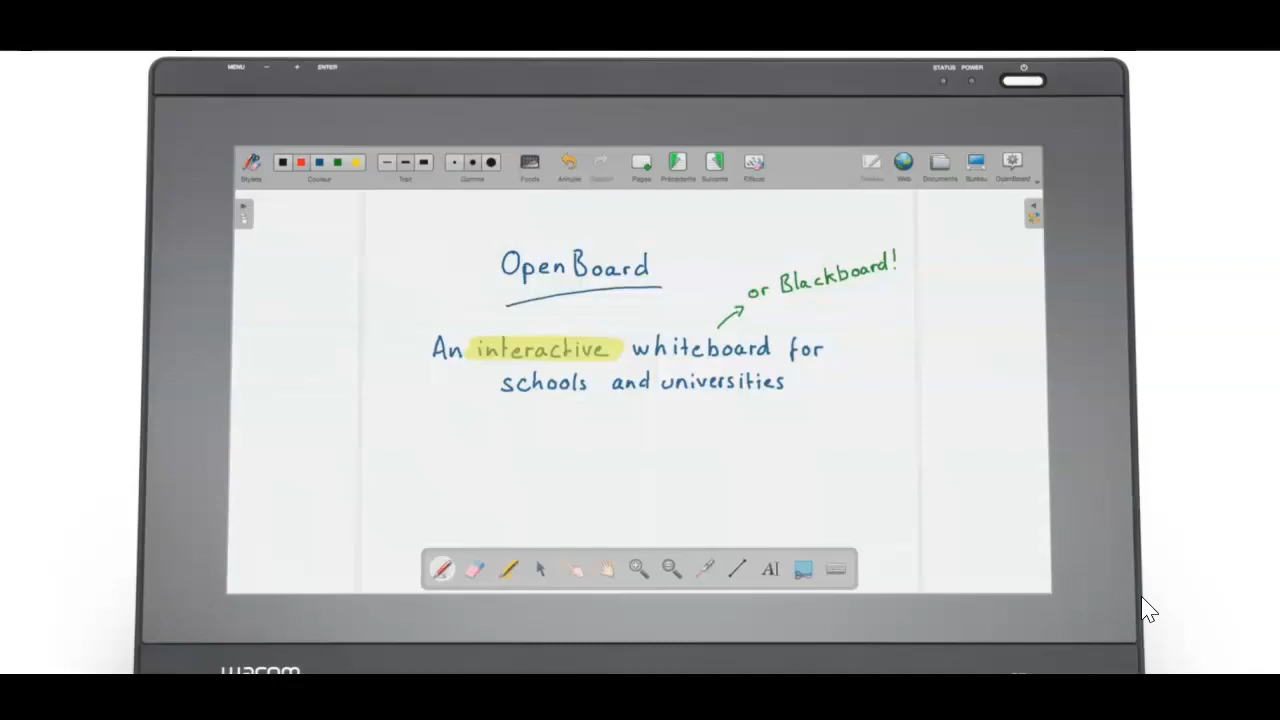 MENU - + ENTER STATUS POWER
Stylets Couleur Trait Gomme Fonds Annuler Pages Précédente Suivante Effacer Web Documents Bureau OpenBoard
OpenBoard
or Blackboard!
An interactive whiteboard for
schools and universities
AI
wacom